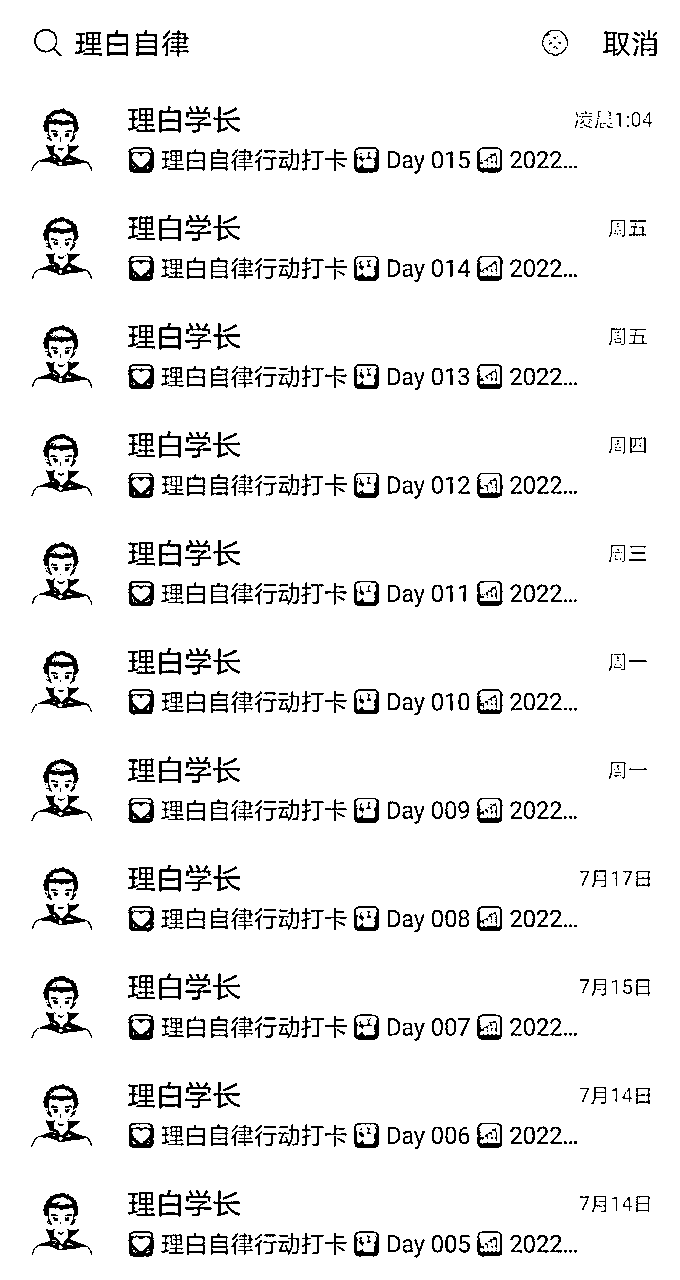 理白自律 取消
理白学长 凌晨1:04
理白自律行动打卡 Day 015 2022...
理白学长 周五
理白自律行动打卡 Day 014 2022...
理白学长 周五
理白自律行动打卡 Day 013 2022...
理白学长 周四
理白自律行动打卡 Day 012 2022...
理白学长 周三
理白自律行动打卡 Day 011 2022...
理白学长 周一
理白自律行动打卡 Day 010 2022...
理白学长 周一
理白自律行动打卡 Day 009 2022...
理白学长 7月17日
理白自律行动打卡 Day 008 2022...
理白学长 7月15日
理白自律行动打卡 Day 007 2022...
理白学长 7月14日
理白自律行动打卡 Day 006 2022...
理白学长 7月14日
理白自律行动打卡 Day 005 2022...